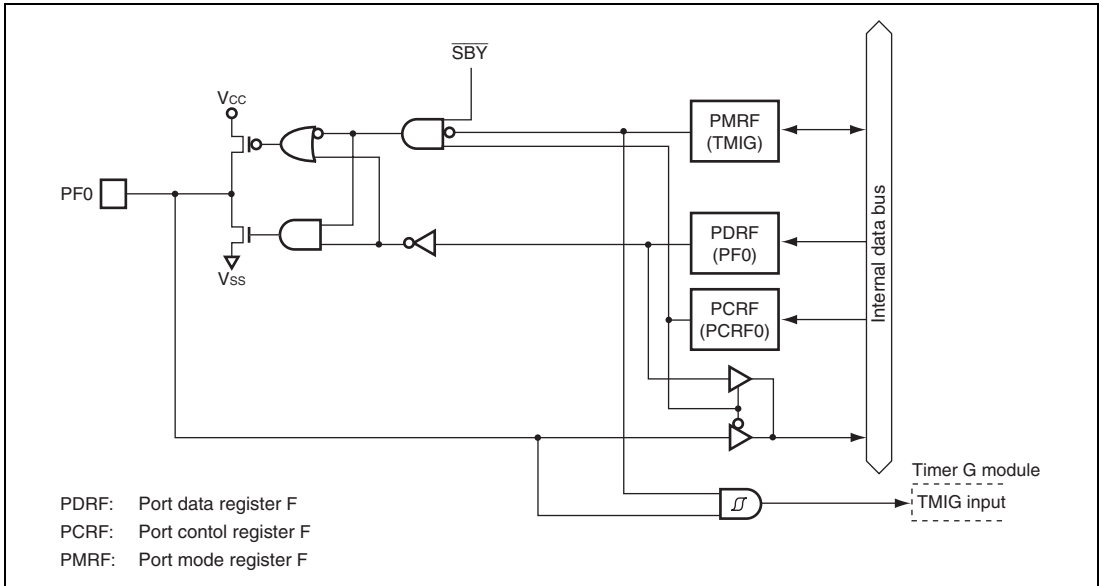 SBY
VCC
PMRF
(TMIG)
PF0
PDRF
(PF0)
VSS
PCRF
(PCRF0)
Internal data bus
Timer G module
TMIG input
PDRF: Port data register F
PCRF: Port contol register F
PMRF: Port mode register F